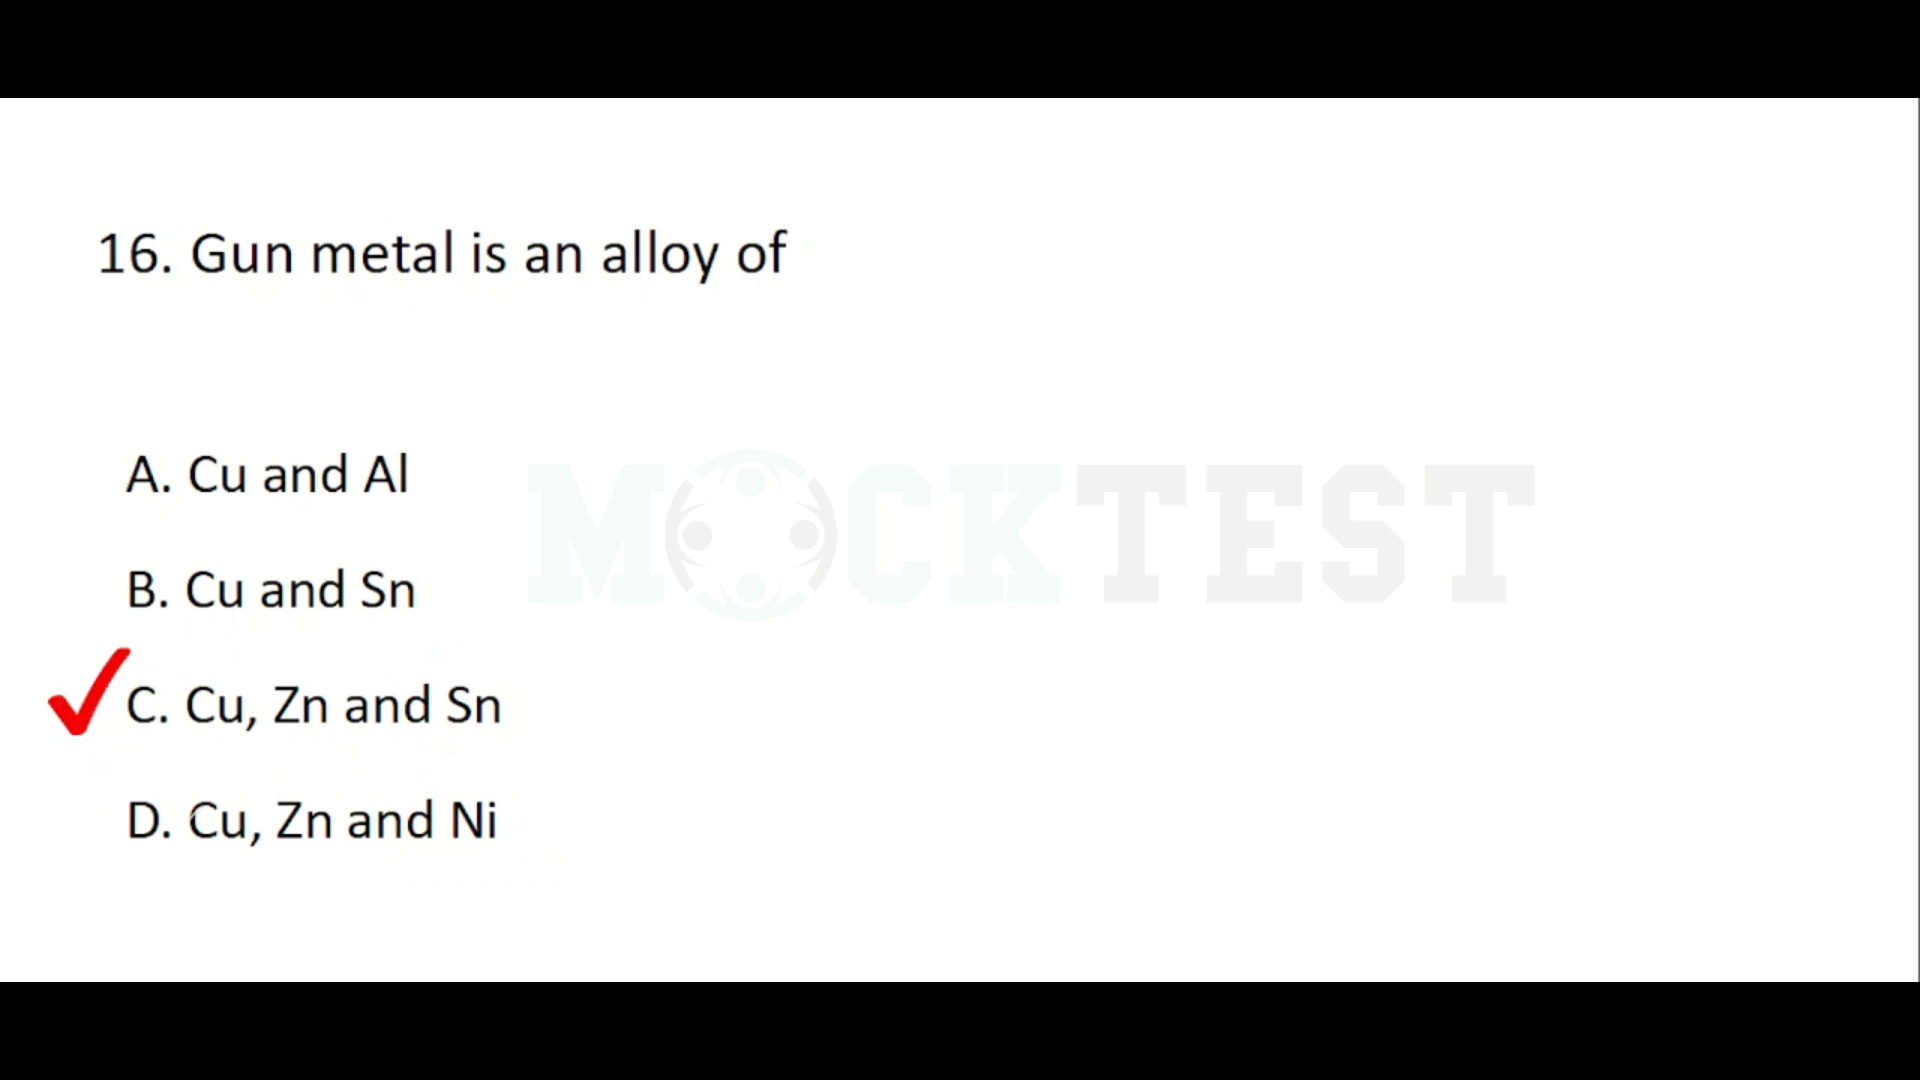 16. Gun metal is an alloy of
A. Cu and Al
B. Cu and Sn
MOCKTEST
C. Cu, Zn and Sn
D. Cu, Zn and Ni